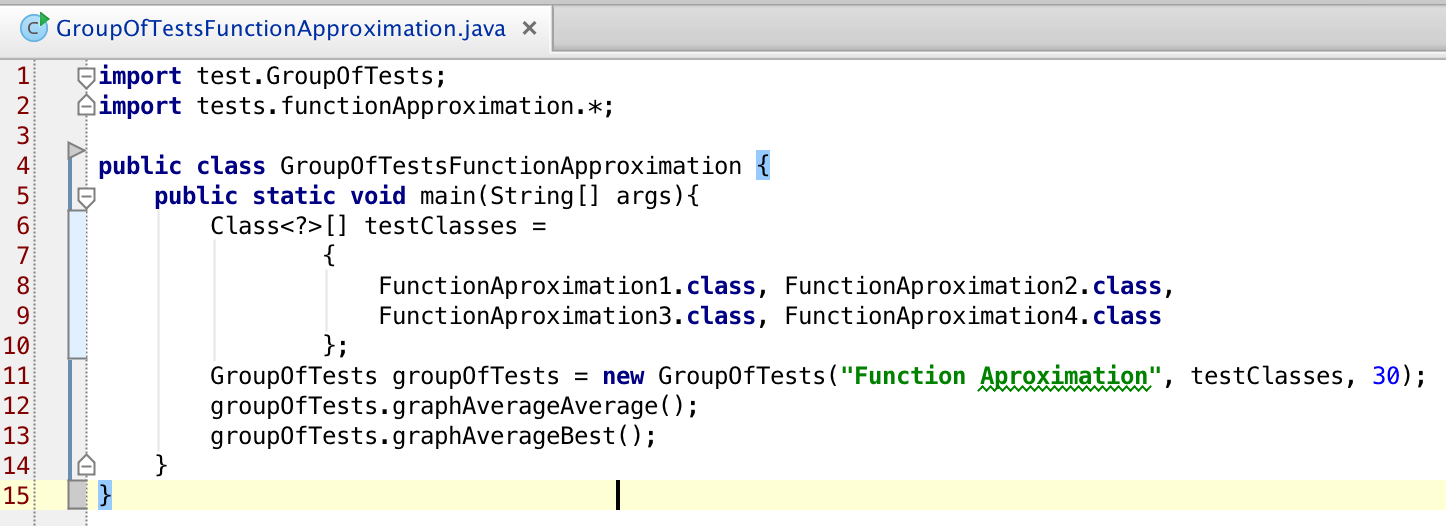 C GroupOfTestsFunctionApproximation.java ×
1 import test.GroupOfTests;
2 import tests.functionApproximation.*;
3
4 public class GroupOfTestsFunctionApproximation {
5     public static void main(String[] args){
6         Class<?>[] testClasses =
7                 {
8                     FunctionAproximation1.class, FunctionAproximation2.class,
9                     FunctionAproximation3.class, FunctionAproximation4.class
10                 };
11         GroupOfTests groupOfTests = new GroupOfTests("Function Aproximation", testClasses, 30);
12         groupOfTests.graphAverageAverage();
13         groupOfTests.graphAverageBest();
14     }
15 }